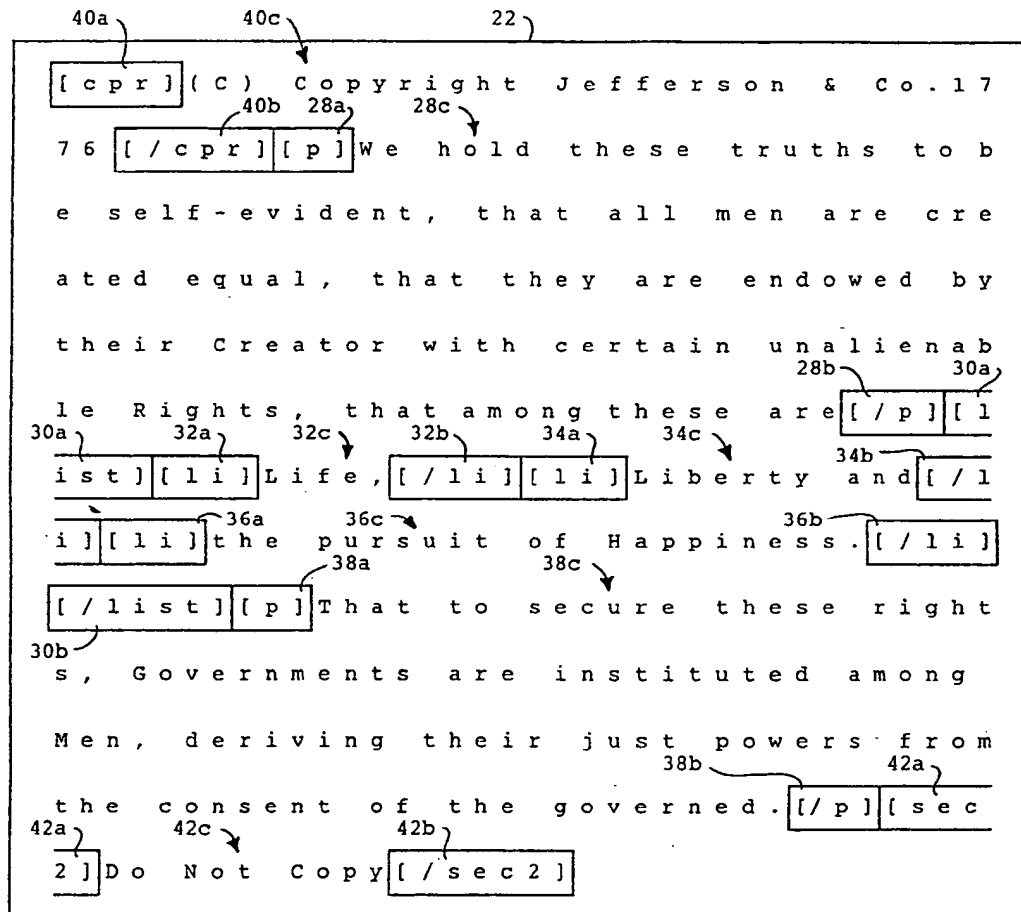 40a 40c 22
[cpr](C) Copyright Jefferson & Co.17
40b 28a 28c
76 [/cpr][p]We hold these truths to b
e self-evident, that all men are cre
ated equal, that they are endowed by
their Creator with certain unalienab
28b 30a
le Rights, that among these are[/p][l
30a 32a 32c 32b 34a 34c 34b
ist][li]Life,[/li][li]Liberty and[/l
36a 36c 36b
i][li]the pursuit of Happiness.[/li]
38a 38c
[/list][p]That to secure these right
30b
s, Governments are instituted among
Men, deriving their just powers from
38b 42a
the consent of the governed.[/p][sec
42a 42c 42b
2]Do Not Copy[/sec2]